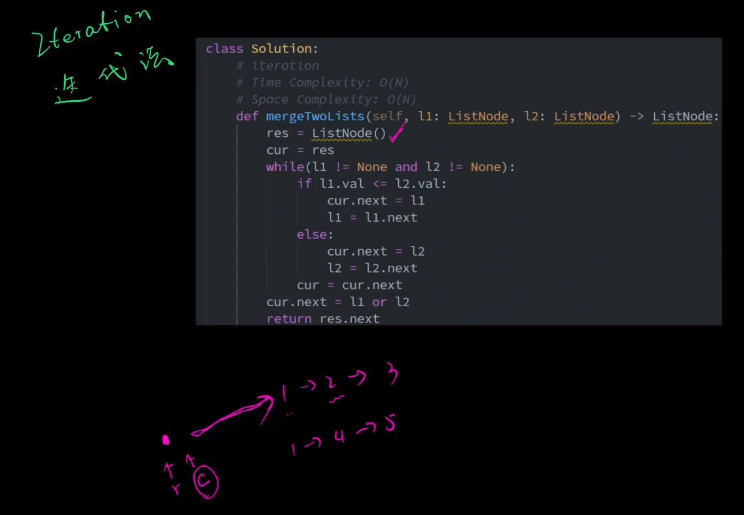 Iteration
迭代法
class Solution:
# iteration
# Time Complexity: O(N)
# Space Complexity: O(N)
def mergeTwoLists(self, l1: ListNode, l2: ListNode) -> ListNode:
res = ListNode()
cur = res
while(l1 != None and l2 != None):
if l1.val <= l2.val:
cur.next = l1
l1 = l1.next
else:
cur.next = l2
l2 = l2.next
cur = cur.next
cur.next = l1 or l2
return res.next
1 → 2 → 3
1 → 4 → 5
r C